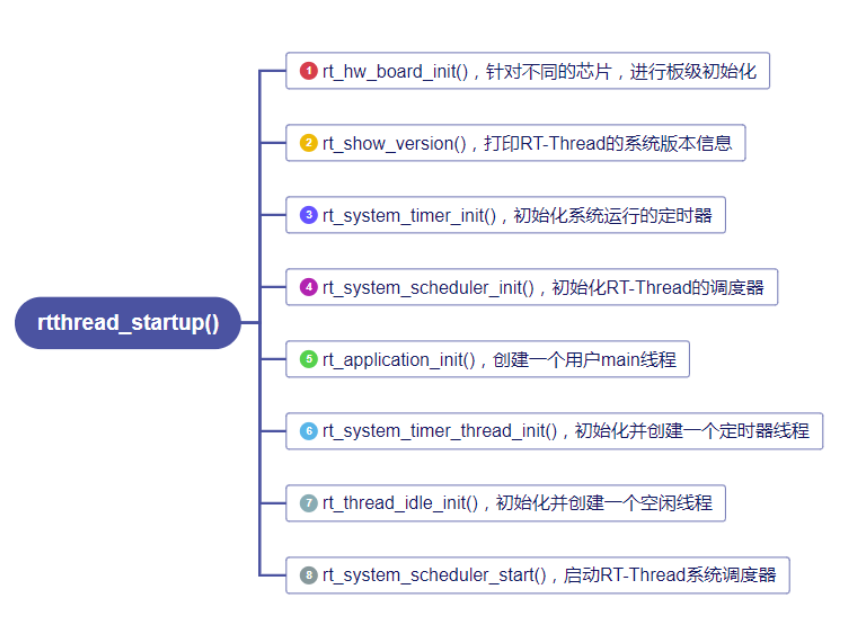 1 rt_hw_board_init()，针对不同的芯片，进行板级初始化
2 rt_show_version()，打印RT-Thread的系统版本信息
3 rt_system_timer_init()，初始化系统运行的定时器
4 rt_system_scheduler_init()，初始化RT-Thread的调度器
rtthread_startup()
5 rt_application_init()，创建一个用户main线程
6 rt_system_timer_thread_init()，初始化并创建一个定时器线程
7 rt_thread_idle_init()，初始化并创建一个空闲线程
8 rt_system_scheduler_start()，启动RT-Thread系统调度器